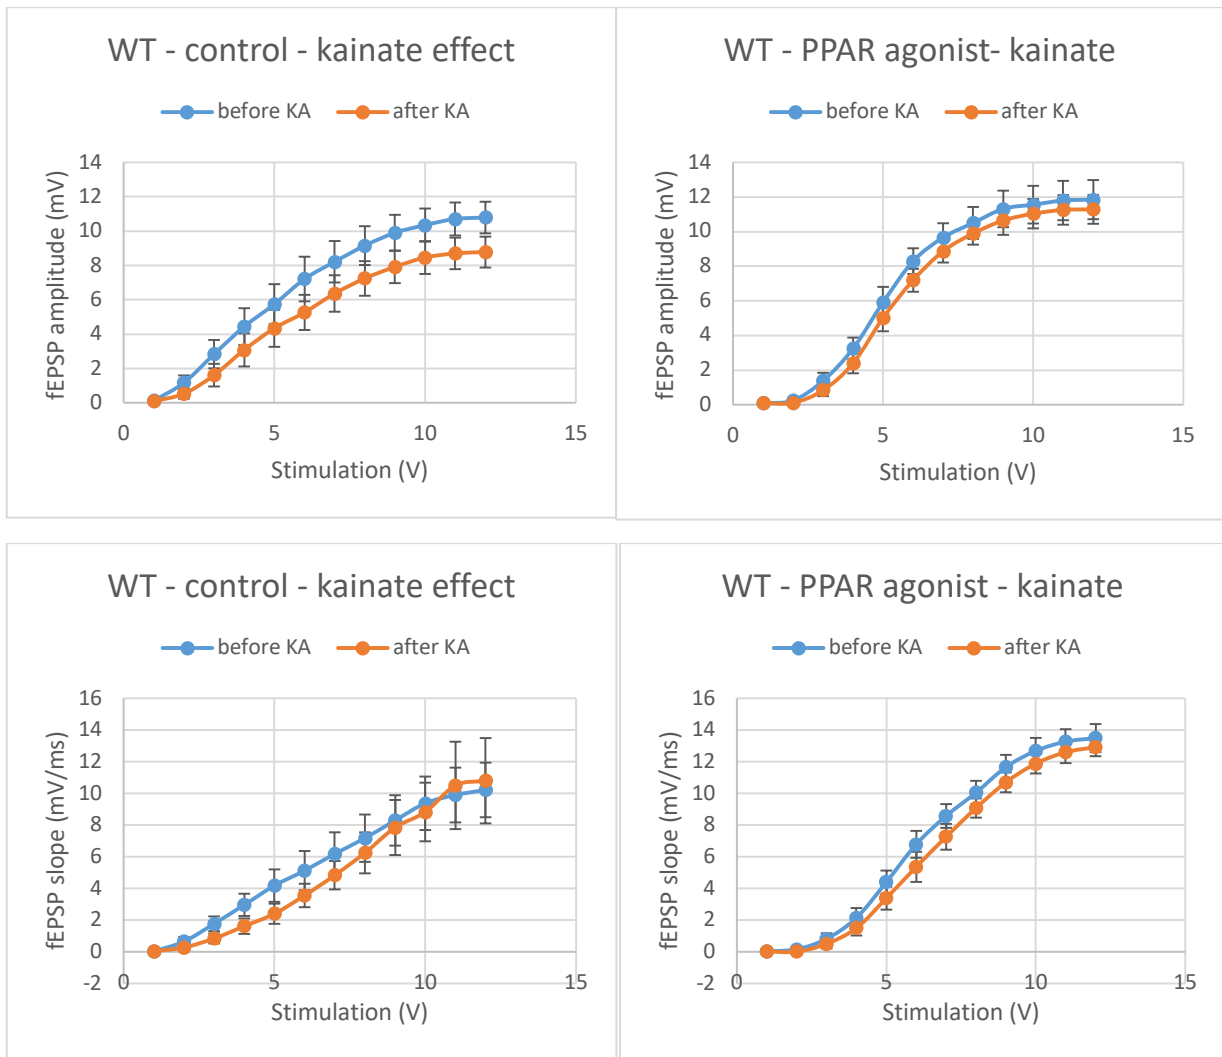 WT - control - kainate effect
before KA after KA
fEPSP amplitude (mV)
14
12
10
8
6
4
2
0
0 5 10 15
Stimulation (V)
WT - PPAR agonist- kainate
before KA after KA
fEPSP amplitude (mV)
14
12
10
8
6
4
2
0
0 5 10 15
Stimulation (V)
WT - control - kainate effect
before KA after KA
fEPSP slope (mV/ms)
16
14
12
10
8
6
4
2
0
-2
0 5 10 15
Stimulation (V)
WT - PPAR agonist - kainate
before KA after KA
fEPSP slope (mV/ms)
16
14
12
10
8
6
4
2
0
-2
0 5 10 15
Stimulation (V)